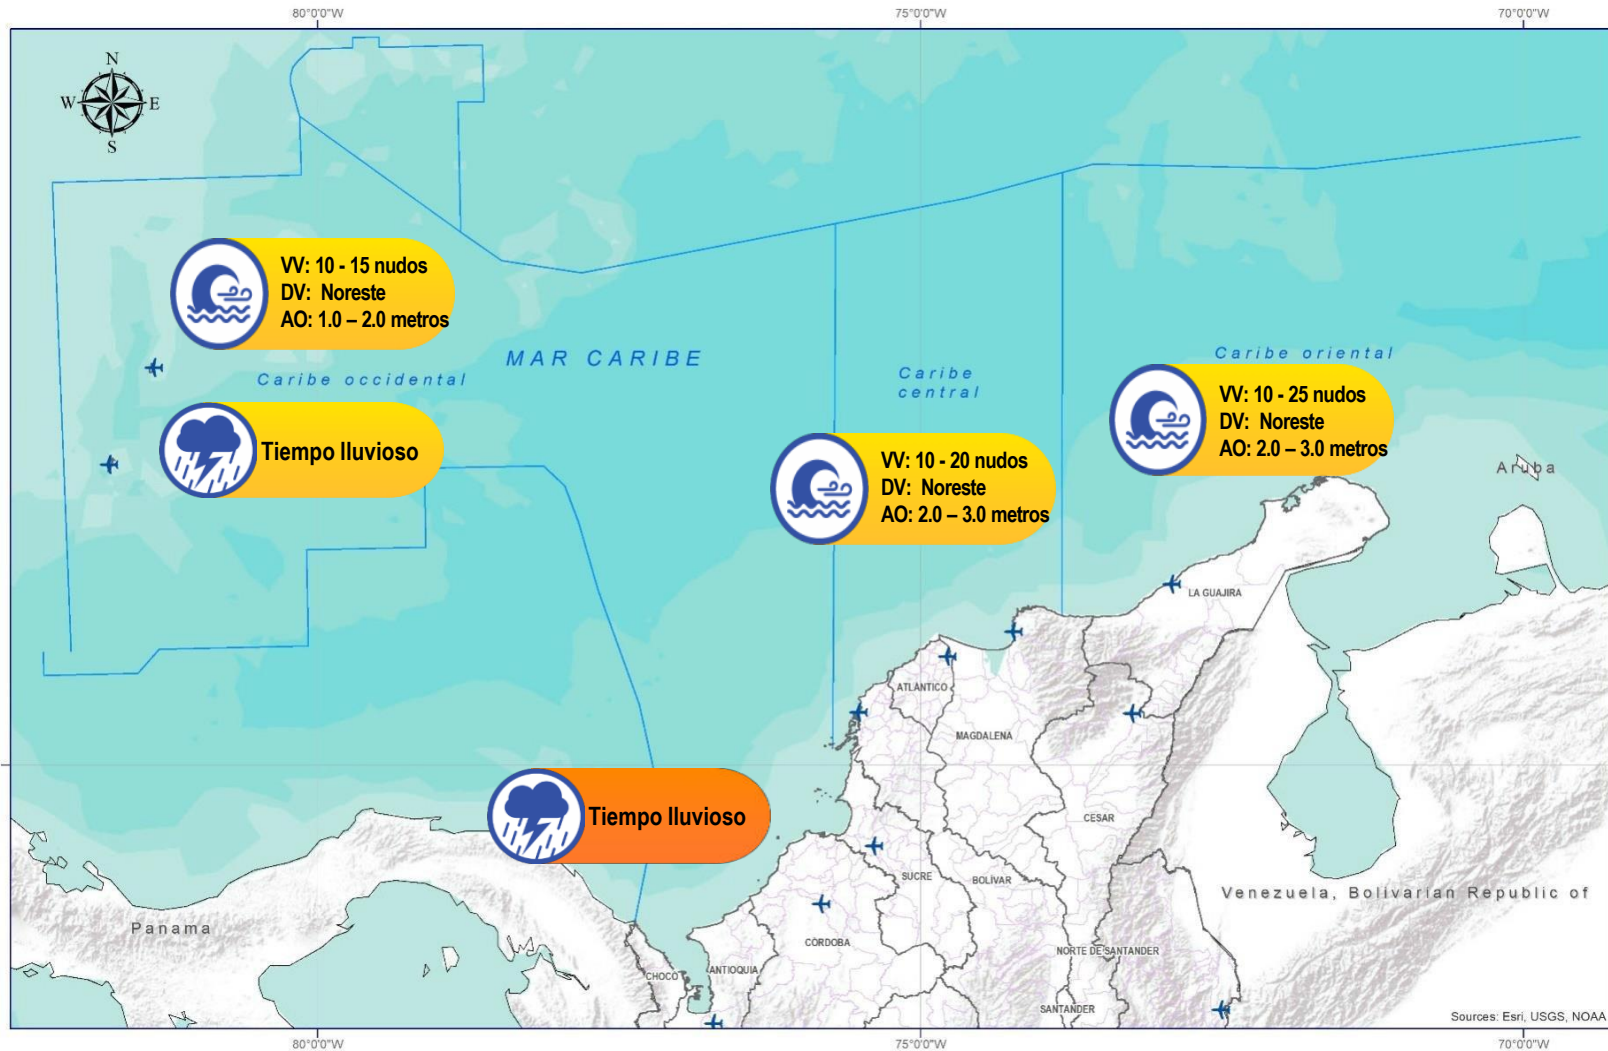 80°0'0"W
75°0'0"W
70°0'0"W
N
W E
S
VV: 10 - 15 nudos
DV: Noreste
AO: 1.0 – 2.0 metros
MAR CARIBE
Caribe occidental
Caribe
central
Caribe oriental
VV: 10 - 25 nudos
DV: Noreste
AO: 2.0 – 3.0 metros
Tiempo lluvioso
VV: 10 - 20 nudos
DV: Noreste
AO: 2.0 – 3.0 metros
Aruba
LA GUAJIRA
ATLÁNTICO
MAGDALENA
Tiempo lluvioso
CESAR
SUCRE
BOLÍVAR
Venezuela, Bolivarian Republic of
Panama
CÓRDOBA
NORTE DE SANTANDER
CHOCÓ
ANTIOQUIA
SANTANDER
Sources: Esri, USGS, NOAA
80°0'0"W
75°0'0"W
70°0'0"W